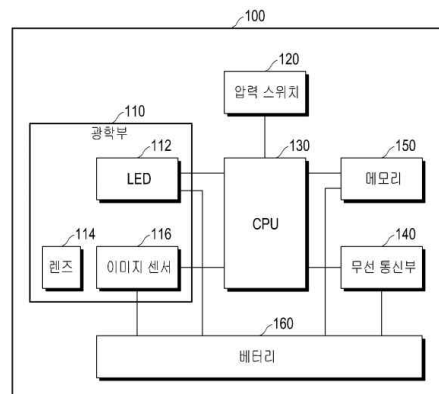 100
120
압력 스위치
110
광학부
112
LED
130
CPU
150
메모리
114
렌즈
116
이미지 센서
140
무선 통신부
160
베터리